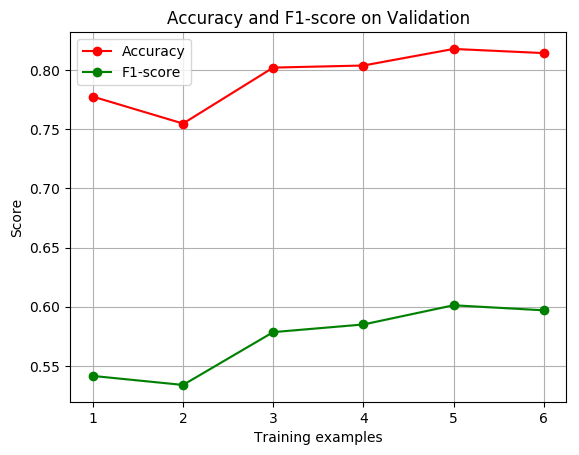 Accuracy and F1-score on Validation
Accuracy
F1-score
0.80
0.75
0.70
0.65
0.60
0.55
Score
1 2 3 4 5 6
Training examples